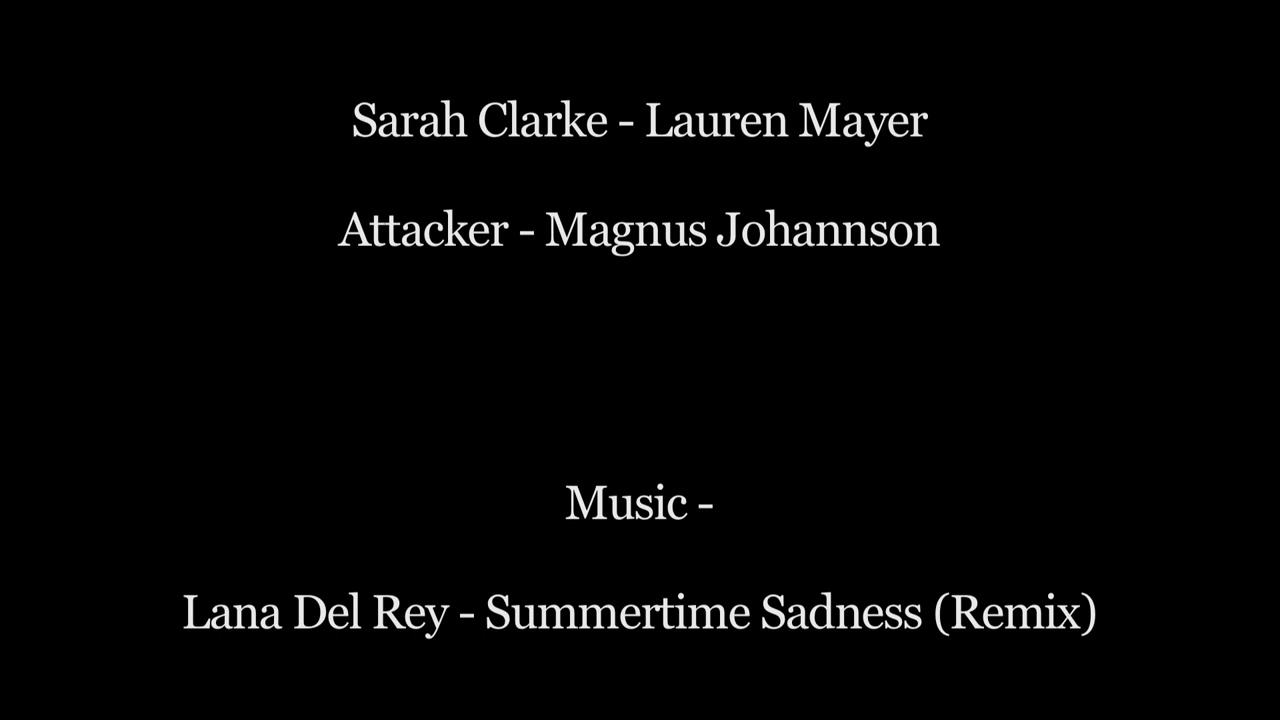 Sarah Clarke - Lauren Mayer
Attacker - Magnus Johannson
Music -
Lana Del Rey - Summertime Sadness (Remix)